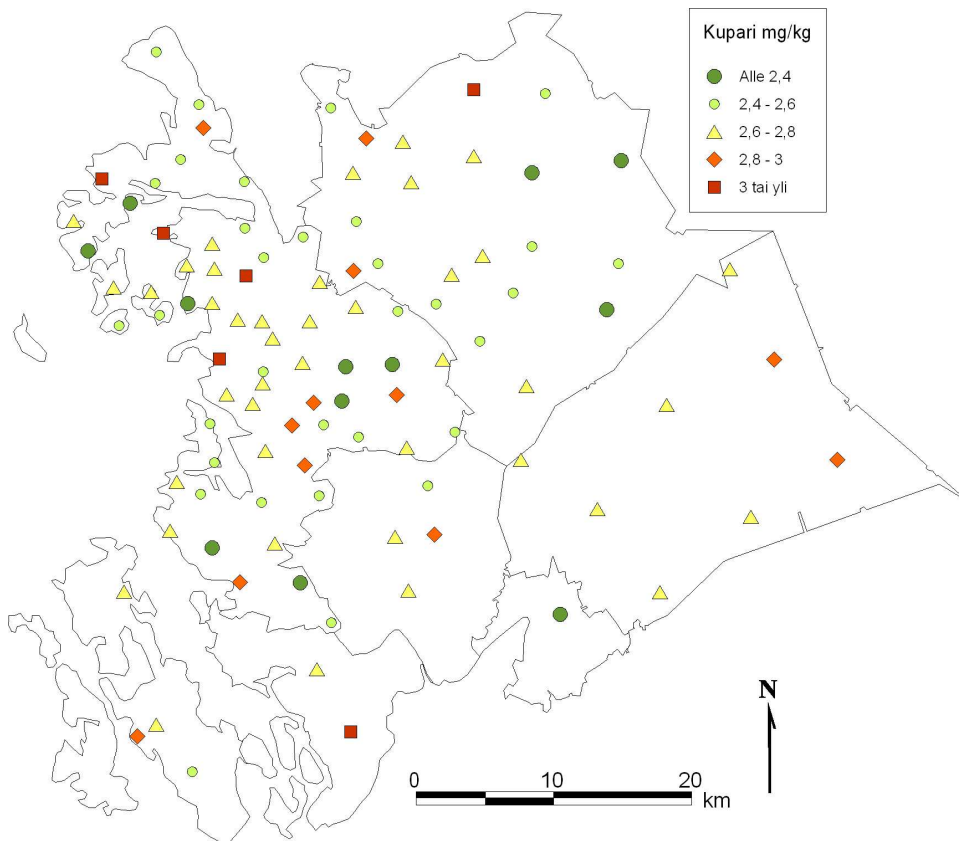 Kupari mg/kg
Alle 2,4
2,4 - 2,6
2,6 - 2,8
2,8 - 3
3 tai yli
N
0 10 20
km